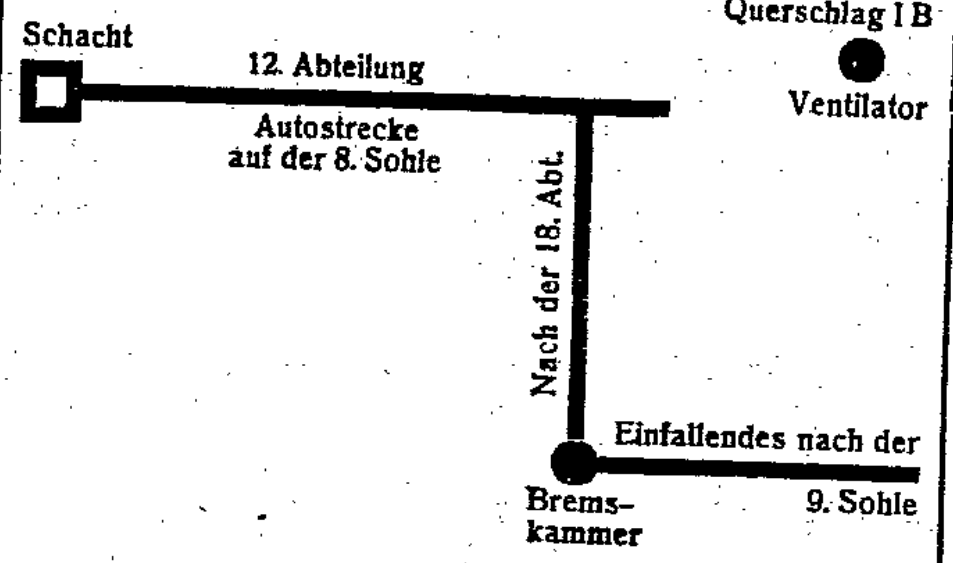 Querschlag I B
Schacht
12. Abteilung
Ventilator
Autostrecke
auf der 8. Sohle
Nach der 18. Abt.
Einfallendes nach der
9. Sohle
Brems-
kammer